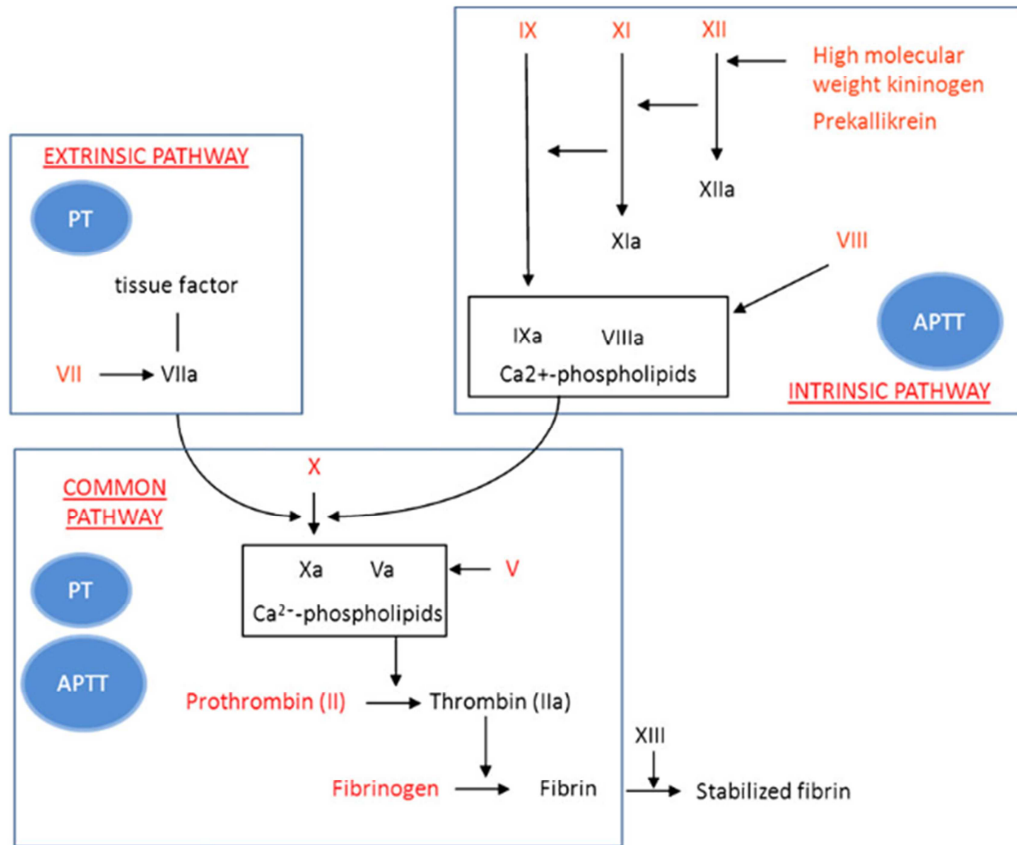 IX XI XII
High molecular
weight kininogen
Prekallikrein
XIIa
XIa
VIII
IXa VIIIa
Ca2+-phospholipids
APTT
INTRINSIC PATHWAY
EXTRINSIC PATHWAY
PT
tissue factor
VII VIIa
COMMON
PATHWAY
X
Xa Va V
Ca²⁻-phospholipids
PT
APTT
Prothrombin (II) Thrombin (IIa)
Fibrinogen Fibrin
XIII
Stabilized fibrin